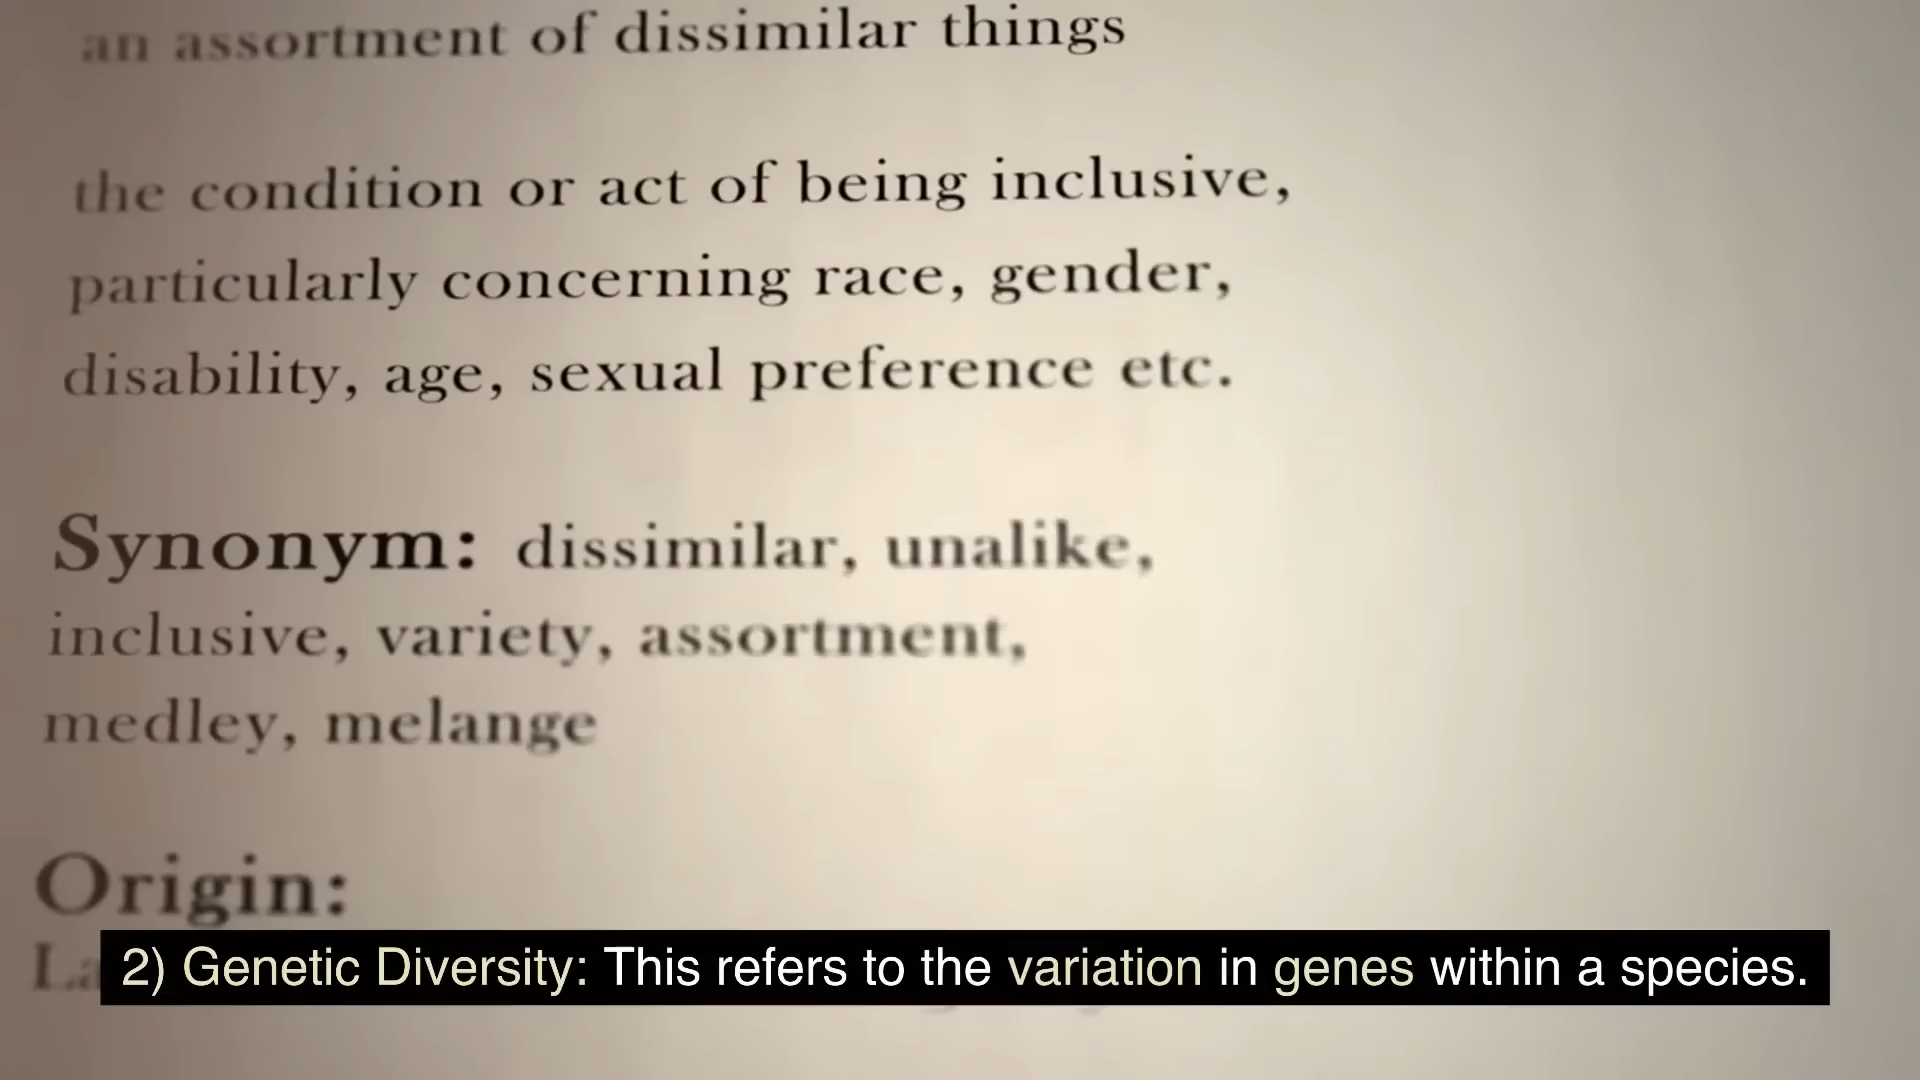 an assortment of dissimilar things
the condition or act of being inclusive,
particularly concerning race, gender,
disability, age, sexual preference etc.
Synonym: dissimilar, unalike,
inclusive, variety, assortment,
medley, melange
Origin:
2) Genetic Diversity: This refers to the variation in genes within a species.